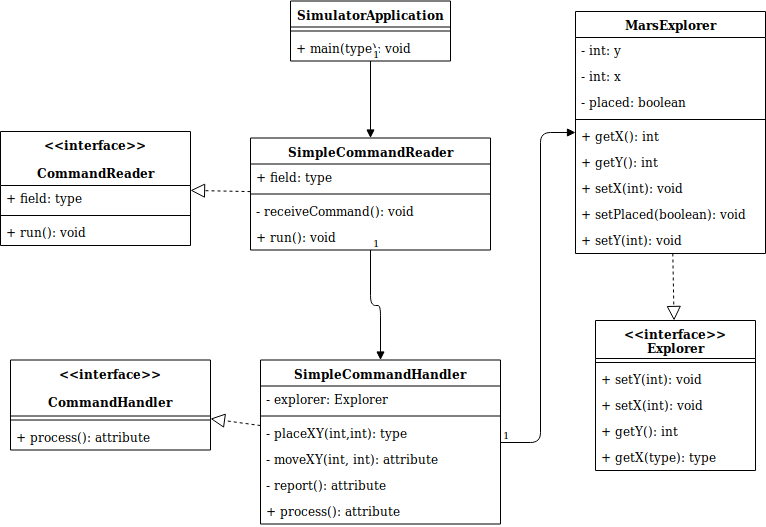 SimulatorApplication
+ main(type): void
1
MarsExplorer
- int: y
- int: x
- placed: boolean
+ getX(): int
+ getY(): int
+ setX(int): void
+ setPlaced(boolean): void
+ setY(int): void
<<interface>>
CommandReader
+ field: type
+ run(): void
SimpleCommandReader
+ field: type
- receiveCommand(): void
+ run(): void
1
<<interface>>
Explorer
+ setY(int): void
+ setX(int): void
+ getY(): int
+ getX(type): type
<<interface>>
CommandHandler
+ process(): attribute
SimpleCommandHandler
- explorer: Explorer
- placeXY(int,int): type
- moveXY(int, int): attribute
- report(): attribute
+ process(): attribute
1